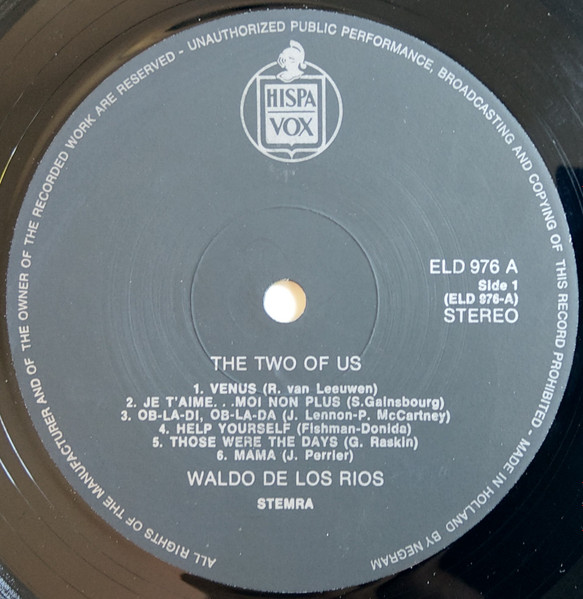 ALL RIGHTS OF THE MANUFACTURER AND OF THE OWNER OF THE RECORDED WORK ARE RESERVED - UNAUTHORIZED PUBLIC PERFORMANCE, BROADCASTING AND COPYING OF THIS RECORD PROHIBITED - MADE IN HOLLAND BY NEGRAM
HISPA
VOX
ELD 976 A
Side 1
(ELD 976-A)
STEREO
THE TWO OF US
1. VENUS (R. van Leeuwen)
2. JE T'AIME. . .MOI NON PLUS (S.Gainsbourg)
3. OB-LA-DI, OB-LA-DA (J. Lennon-P. McCartney)
4. HELP YOURSELF (Fishman-Donida)
5. THOSE WERE THE DAYS (G. Raskin)
6. MAMA (J. Perrier)
WALDO DE LOS RIOS
STEMRA